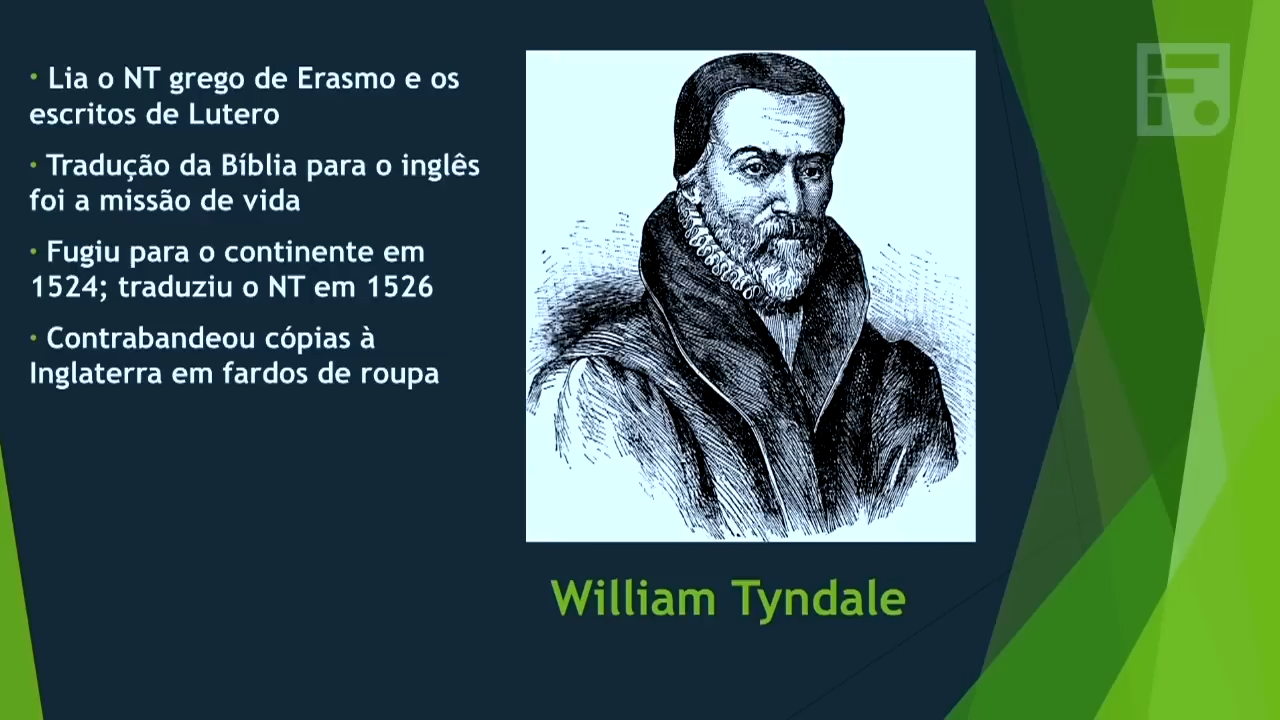 • Lia o NT grego de Erasmo e os
escritos de Lutero
• Tradução da Bíblia para o inglês
foi a missão de vida
• Fugiu para o continente em
1524; traduziu o NT em 1526
• Contrabandeou cópias à
Inglaterra em fardos de roupa
William Tyndale